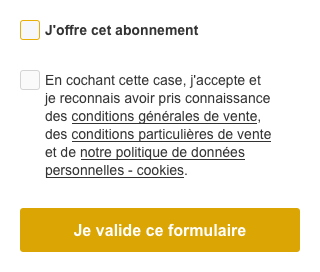 J'offre cet abonnement
En cochant cette case, j'accepte et
je reconnais avoir pris connaissance
des conditions générales de vente,
des conditions particulières de vente
et de notre politique de données
personnelles - cookies.
Je valide ce formulaire